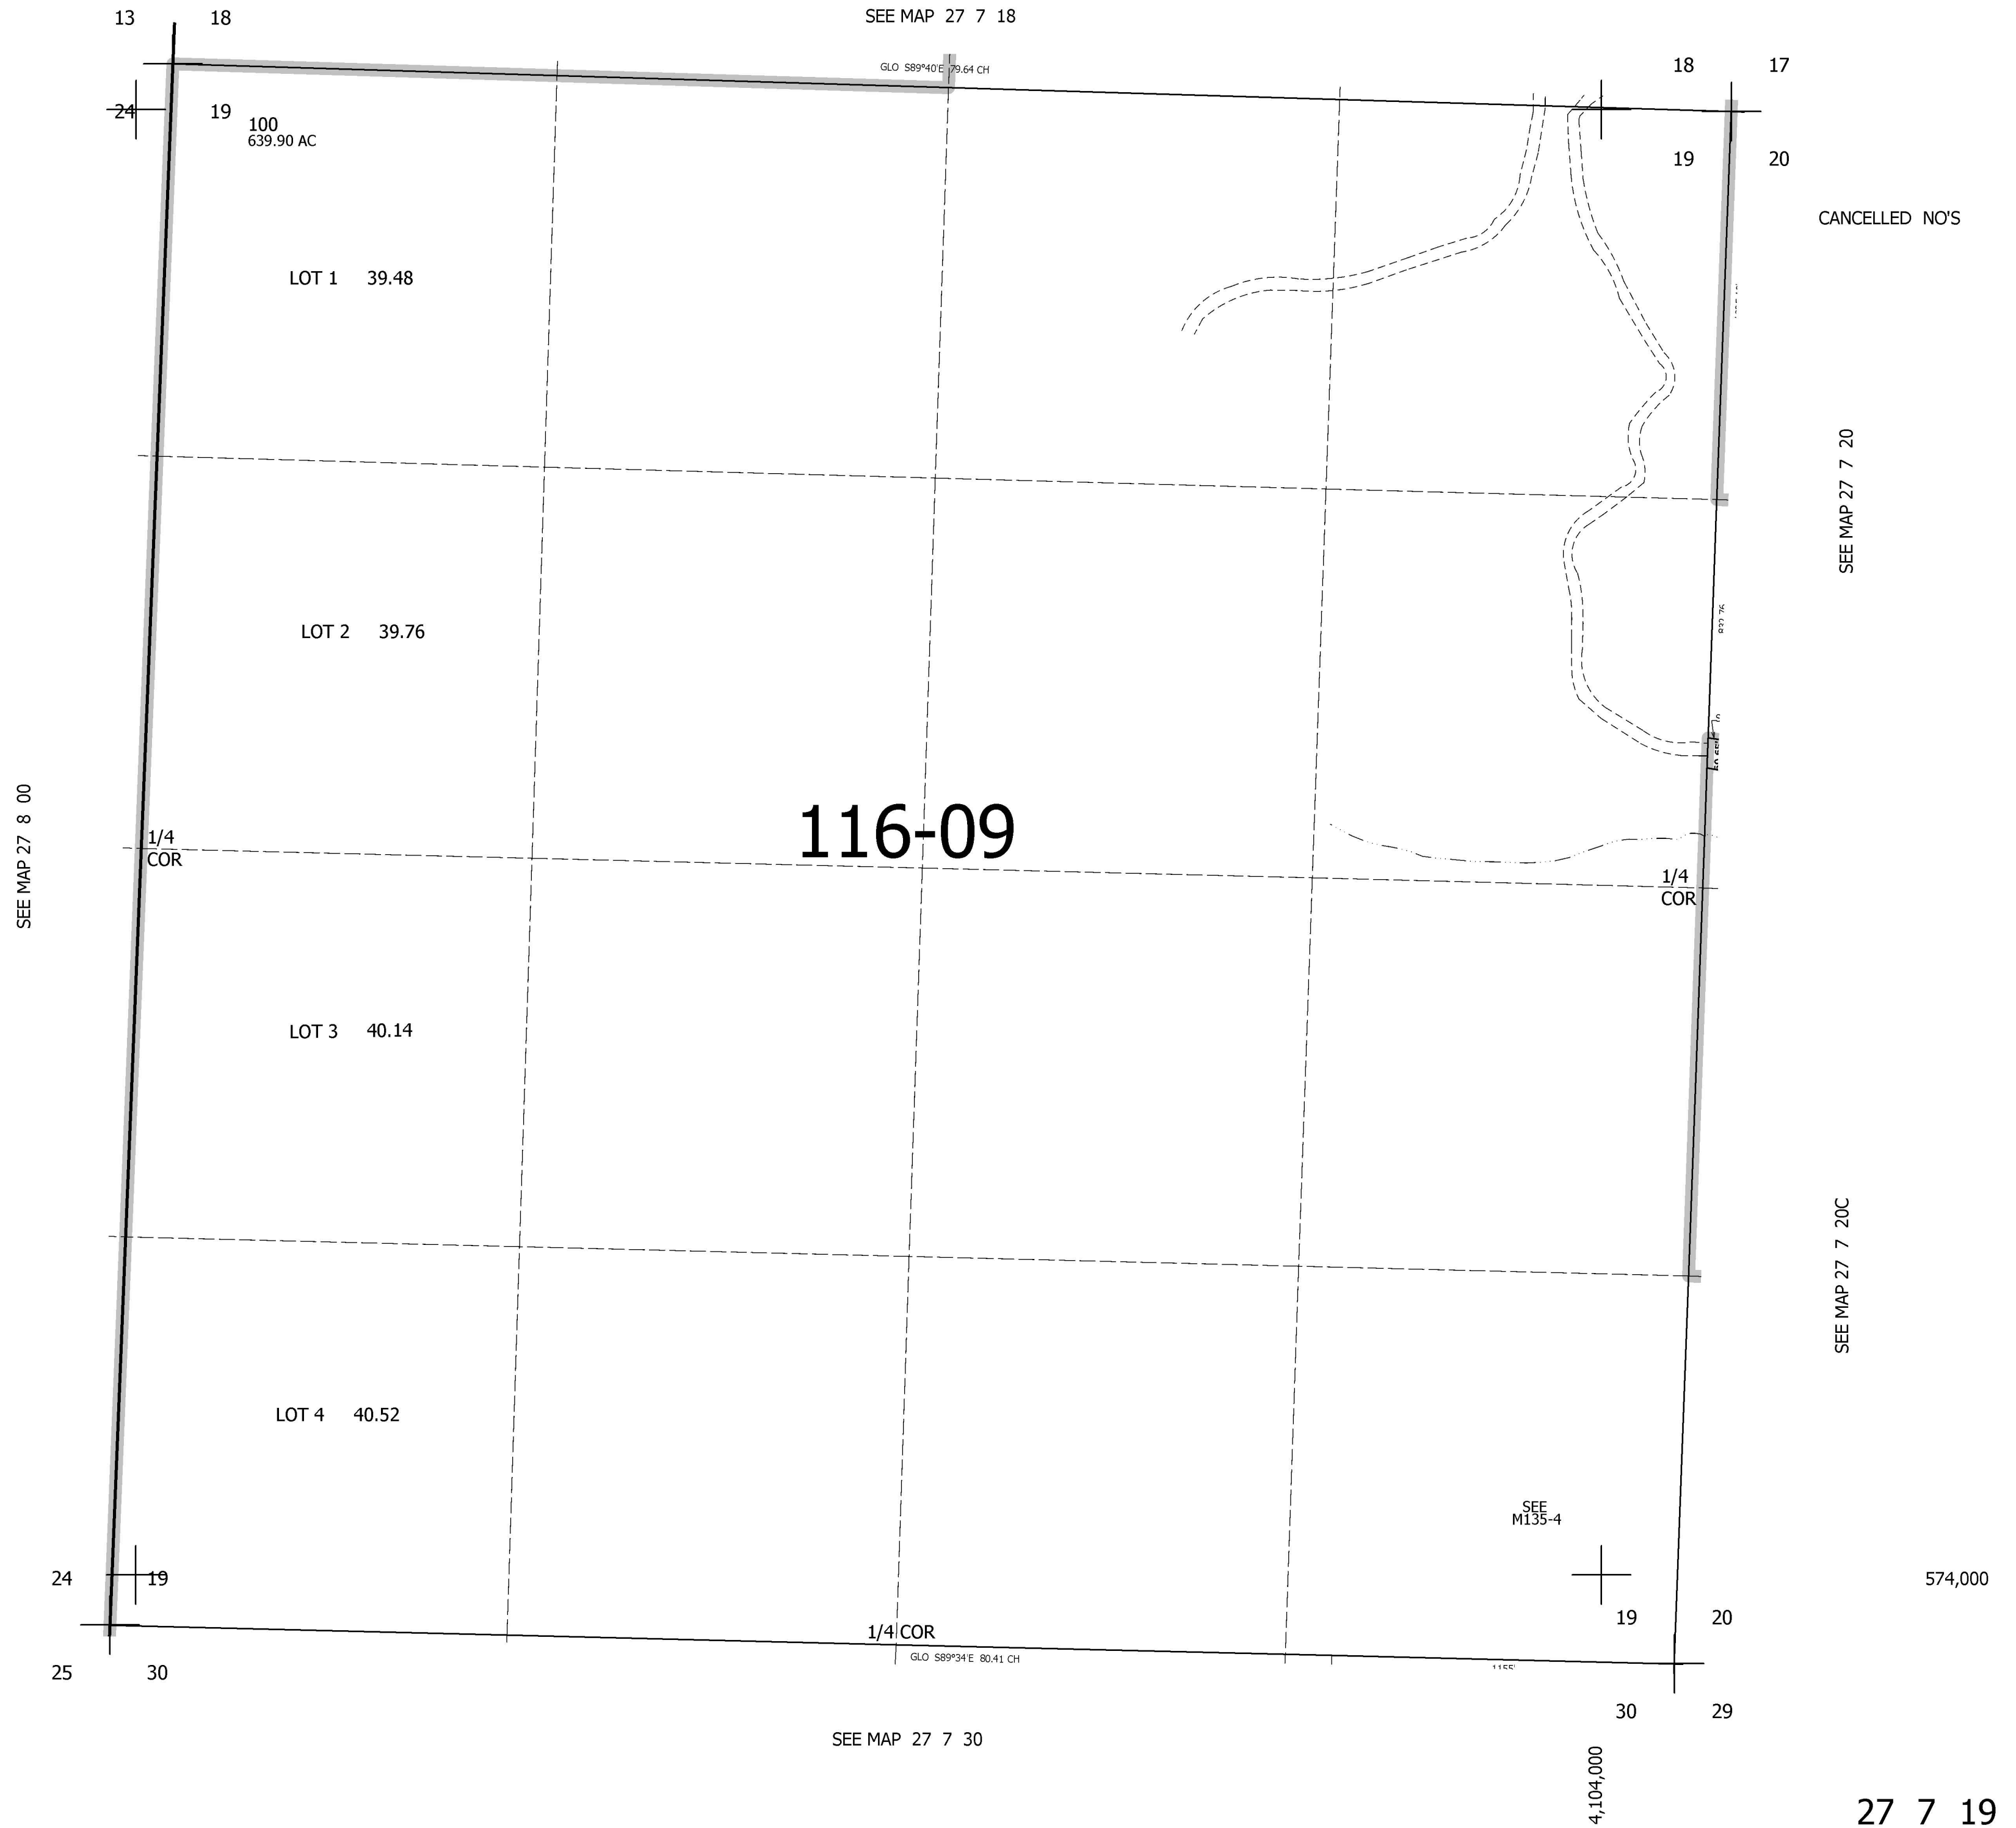 SEE MAP 27 7 18
13 18
18 17
GLO S89°40'E 79.64 CH
24 19
100
639.90 AC
19 20
CANCELLED NO'S
LOT 1 39.48
SEE MAP 27 7 20
LOT 2 39.76
832.76
SEE MAP 27 8 00
116-09
1/4
COR
1/4
COR
LOT 3 40.14
SEE MAP 27 7 20C
LOT 4 40.52
SEE
M135-4
24 19
574,000
19 20
1/4 COR
GLO S89°34'E 80.41 CH
1155'
25 30
30 29
SEE MAP 27 7 30
4,104,000
27 7 19